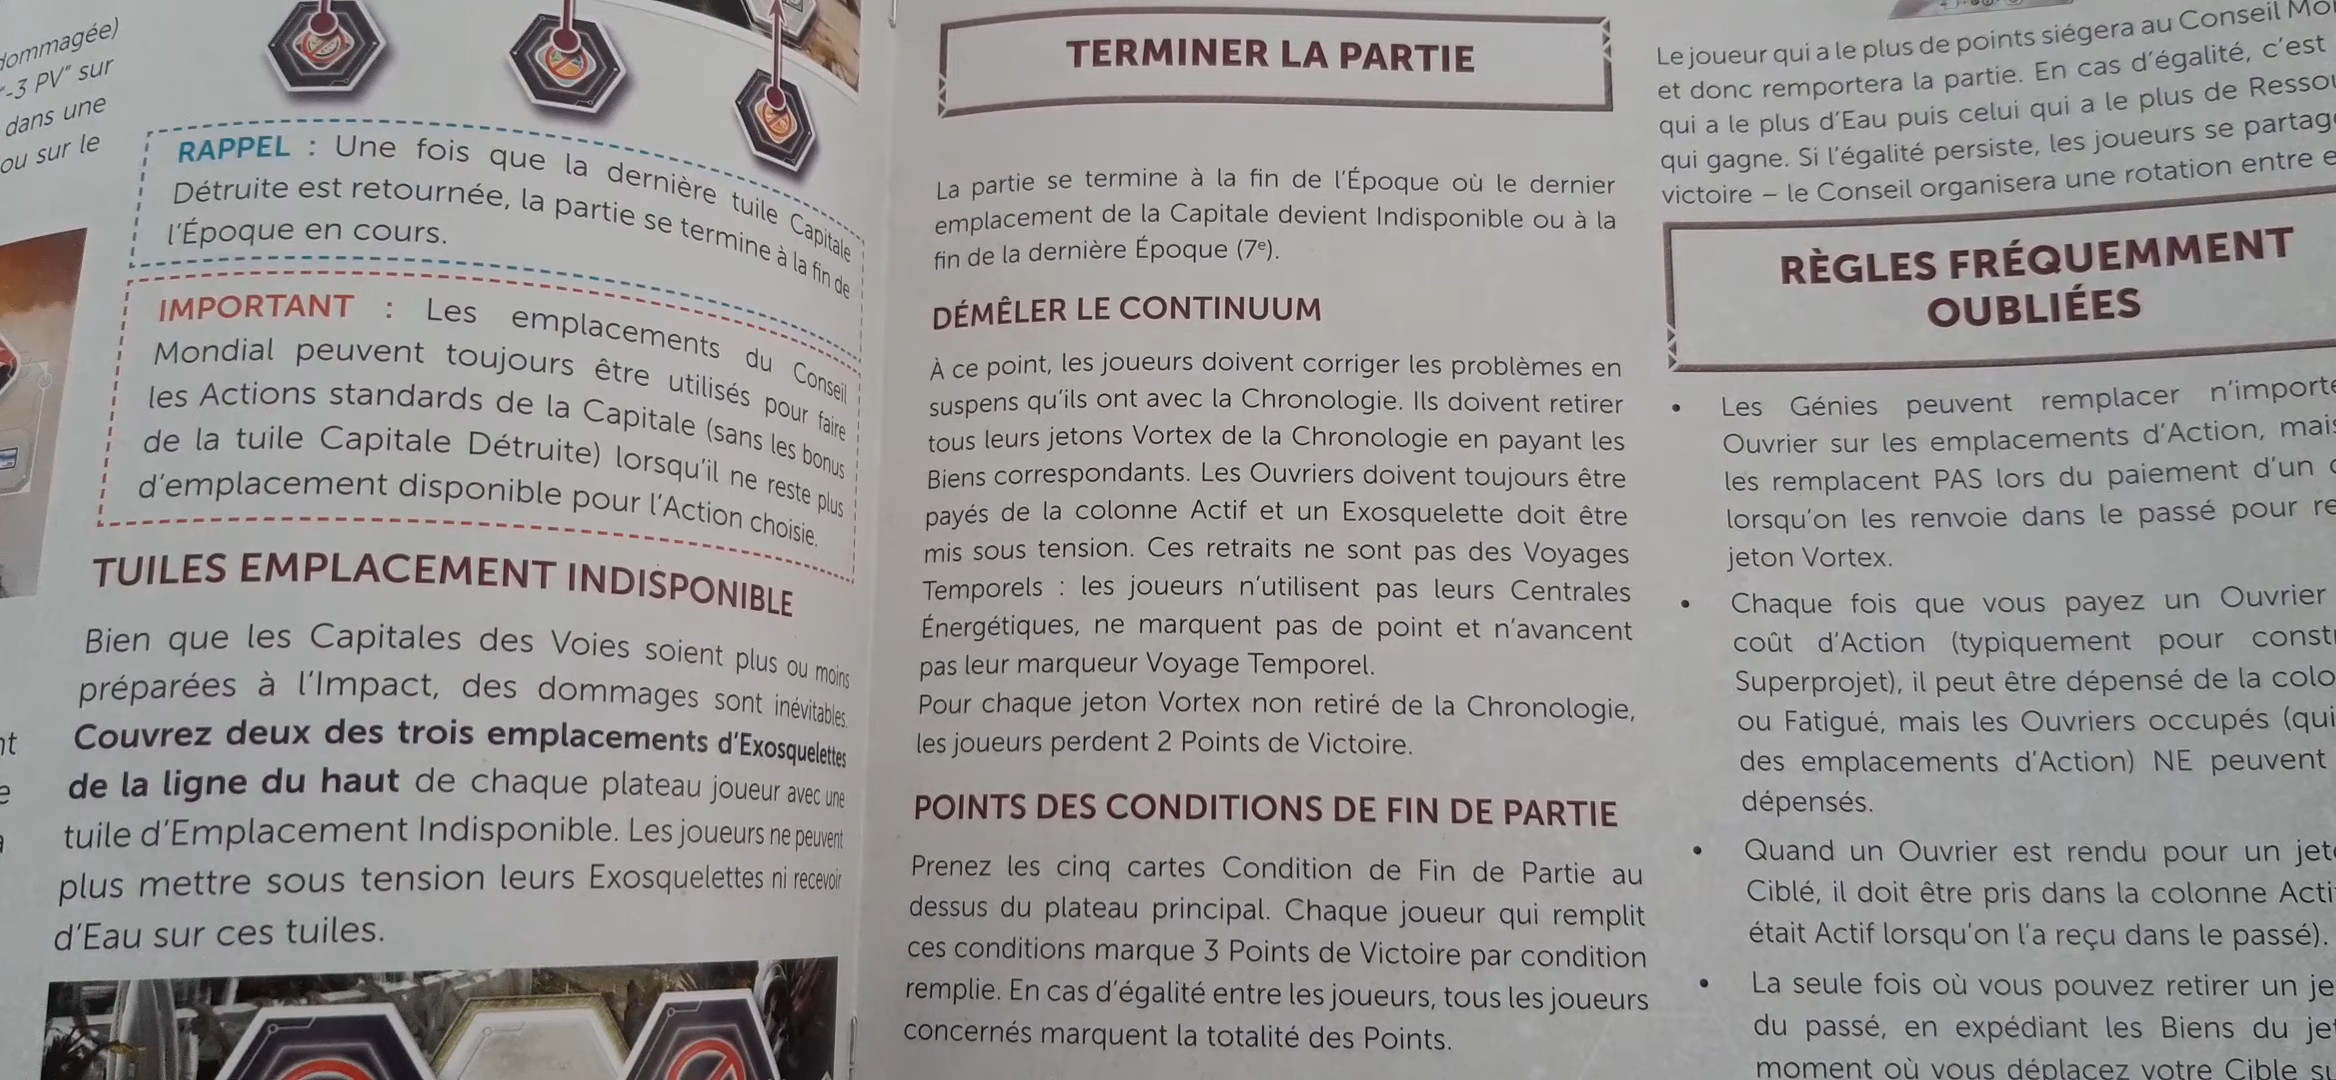 dommagée)
"-3 PV" sur
dans une
ou sur le
RAPPEL : Une fois que la dernière tuile Capitale
Détruite est retournée, la partie se termine à la fin de
l'Époque en cours.
IMPORTANT : Les emplacements du Conseil
Mondial peuvent toujours être utilisés pour faire
les Actions standards de la Capitale (sans les bonus
de la tuile Capitale Détruite) lorsqu'il ne reste plus
d'emplacement disponible pour l'Action choisie.
TUILES EMPLACEMENT INDISPONIBLE
Bien que les Capitales des Voies soient plus ou moins
préparées à l'Impact, des dommages sont inévitables.
Couvrez deux des trois emplacements d'Exosquelettes
de la ligne du haut de chaque plateau joueur avec une
tuile d'Emplacement Indisponible. Les joueurs ne peuvent
plus mettre sous tension leurs Exosquelettes ni recevoir
d'Eau sur ces tuiles.
TERMINER LA PARTIE
La partie se termine à la fin de l'Époque où le dernier
emplacement de la Capitale devient Indisponible ou à la
fin de la dernière Époque (7e).
DÉMÊLER LE CONTINUUM
À ce point, les joueurs doivent corriger les problèmes en
suspens qu'ils ont avec la Chronologie. Ils doivent retirer
tous leurs jetons Vortex de la Chronologie en payant les
Biens correspondants. Les Ouvriers doivent toujours être
payés de la colonne Actif et un Exosquelette doit être
mis sous tension. Ces retraits ne sont pas des Voyages
Temporels : les joueurs n'utilisent pas leurs Centrales
Énergétiques, ne marquent pas de point et n'avancent
pas leur marqueur Voyage Temporel.
Pour chaque jeton Vortex non retiré de la Chronologie,
les joueurs perdent 2 Points de Victoire.
POINTS DES CONDITIONS DE FIN DE PARTIE
Prenez les cinq cartes Condition de Fin de Partie au
dessus du plateau principal. Chaque joueur qui remplit
ces conditions marque 3 Points de Victoire par condition
remplie. En cas d'égalité entre les joueurs, tous les joueurs
concernés marquent la totalité des Points.
Le joueur qui a le plus de points siégera au Conseil Mo
et donc remportera la partie. En cas d'égalité, c'est
qui a le plus d'Eau puis celui qui a le plus de Resso
qui gagne. Si l'égalité persiste, les joueurs se partag
victoire – le Conseil organisera une rotation entre e
RÈGLES FRÉQUEMMENT
OUBLIÉES
• Les Génies peuvent remplacer n'importe
Ouvrier sur les emplacements d'Action, mais
les remplacent PAS lors du paiement d'un
lorsqu'on les renvoie dans le passé pour re
jeton Vortex.
• Chaque fois que vous payez un Ouvrier
coût d'Action (typiquement pour const
Superprojet), il peut être dépensé de la colo
ou Fatigué, mais les Ouvriers occupés (qui
des emplacements d'Action) NE peuvent
dépensés.
• Quand un Ouvrier est rendu pour un jet
Ciblé, il doit être pris dans la colonne Acti
était Actif lorsqu'on l'a reçu dans le passé).
• La seule fois où vous pouvez retirer un je
du passé, en expédiant les Biens du je
moment où vous déplacez votre Cible su